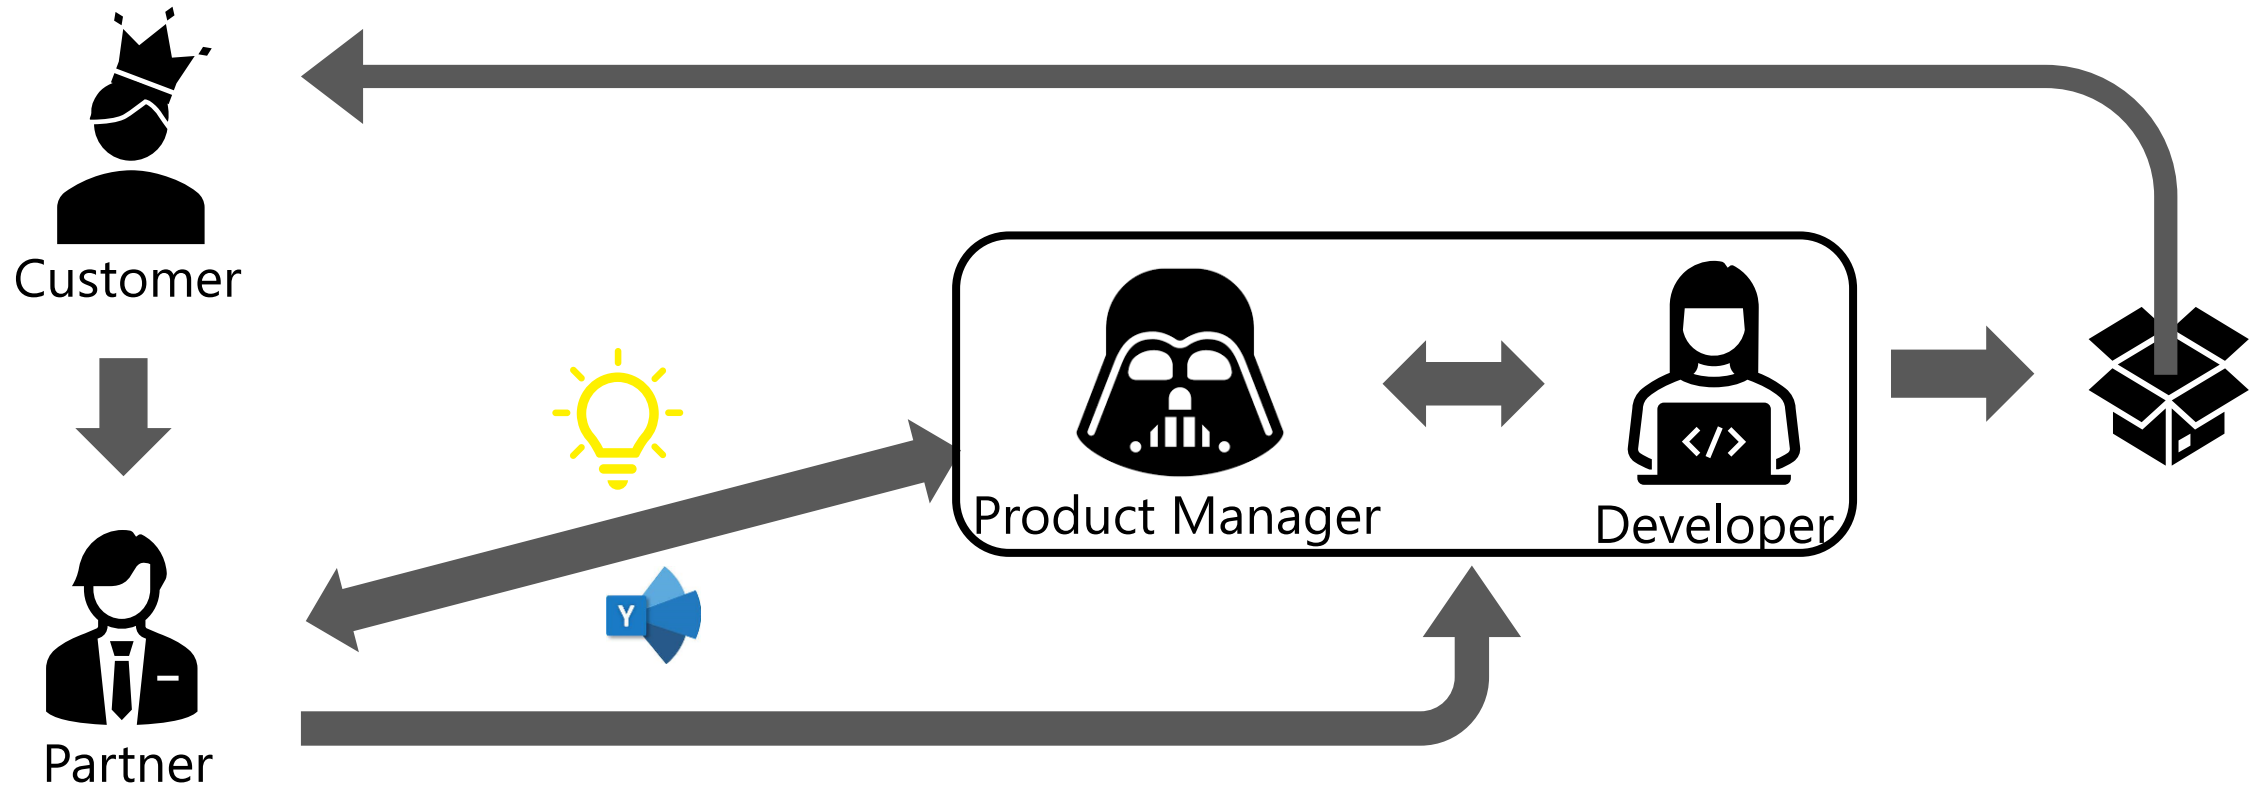 Customer
Product Manager
Developer
</>
Y
Partner